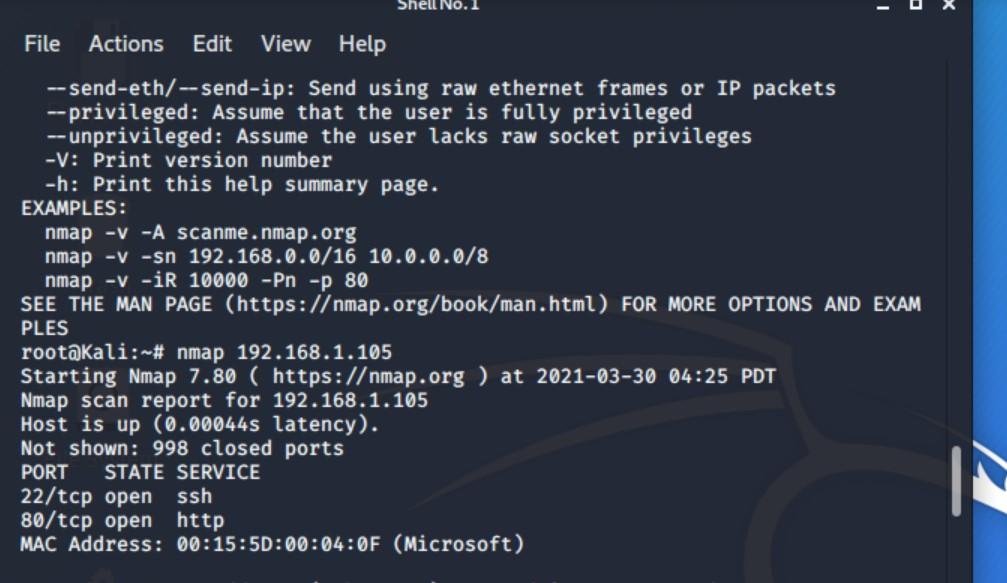 Shell No.1
File Actions Edit View Help
--send-eth/--send-ip: Send using raw ethernet frames or IP packets
--privileged: Assume that the user is fully privileged
--unprivileged: Assume the user lacks raw socket privileges
-V: Print version number
-h: Print this help summary page.
EXAMPLES:
nmap -v -A scanme.nmap.org
nmap -v -sn 192.168.0.0/16 10.0.0.0/8
nmap -v -iR 10000 -Pn -p 80
SEE THE MAN PAGE (https://nmap.org/book/man.html) FOR MORE OPTIONS AND EXAM
PLES
root@Kali:~# nmap 192.168.1.105
Starting Nmap 7.80 ( https://nmap.org ) at 2021-03-30 04:25 PDT
Nmap scan report for 192.168.1.105
Host is up (0.00044s latency).
Not shown: 998 closed ports
PORT   STATE SERVICE
22/tcp open  ssh
80/tcp open  http
MAC Address: 00:15:5D:00:04:0F (Microsoft)